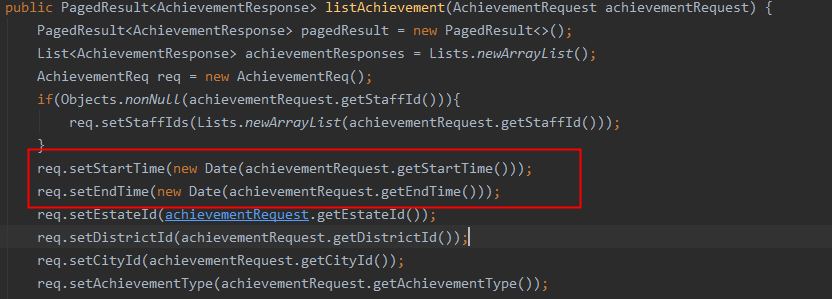 public PagedResult<AchievementResponse> listAchievement(AchievementRequest achievementRequest) {
PagedResult<AchievementResponse> pagedResult = new PagedResult<>();
List<AchievementResponse> achievementResponses = Lists.newArrayList();
AchievementReq req = new AchievementReq();
if(Objects.nonNull(achievementRequest.getStaffId())){
req.setStaffIds(Lists.newArrayList(achievementRequest.getStaffId()));
}
req.setStartTime(new Date(achievementRequest.getStartTime()));
req.setEndTime(new Date(achievementRequest.getEndTime()));
req.setEstateId(achievementRequest.getEstateId());
req.setDistrictId(achievementRequest.getDistrictId());
req.setCityId(achievementRequest.getCityId());
req.setAchievementType(achievementRequest.getAchievementType());